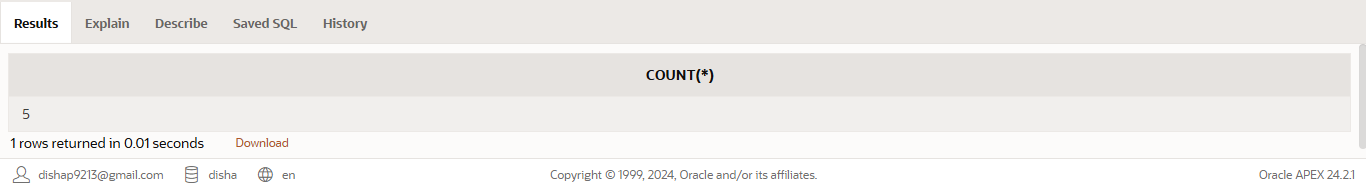 Results Explain Describe Saved SQL History
COUNT(*)
5
1 rows returned in 0.01 seconds Download
dishap9213@gmail.com disha en Copyright © 1999, 2024, Oracle and/or its affiliates. Oracle APEX 24.2.1